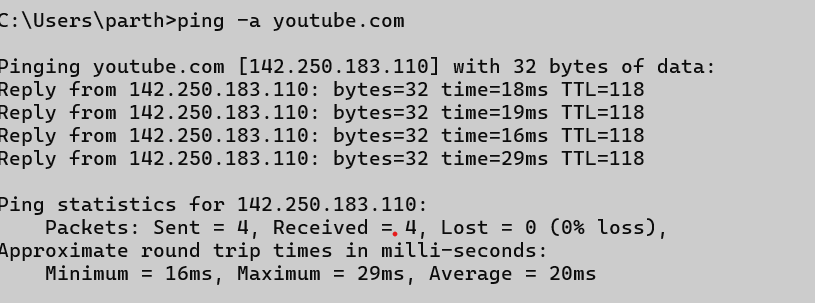 C:\Users\parth>ping -a youtube.com
Pinging youtube.com [142.250.183.110] with 32 bytes of data:
Reply from 142.250.183.110: bytes=32 time=18ms TTL=118
Reply from 142.250.183.110: bytes=32 time=19ms TTL=118
Reply from 142.250.183.110: bytes=32 time=16ms TTL=118
Reply from 142.250.183.110: bytes=32 time=29ms TTL=118
Ping statistics for 142.250.183.110:
Packets: Sent = 4, Received = 4, Lost = 0 (0% loss),
Approximate round trip times in milli-seconds:
Minimum = 16ms, Maximum = 29ms, Average = 20ms